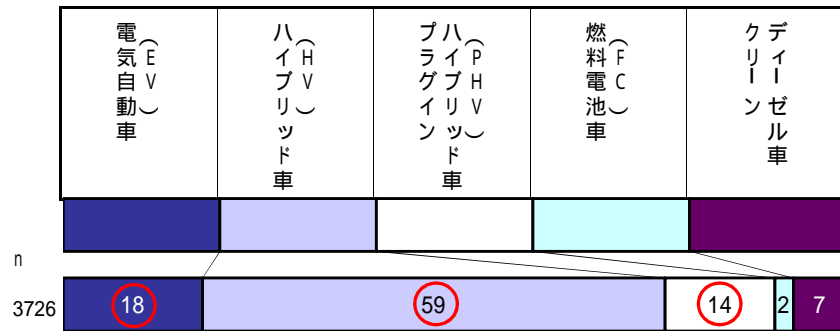 電気自動車
(EV)
ハイブリッド車
(HV)
プラグイン
ハイブリッド車
(PHV)
燃料電池車
(FC)
クリーン
ディーゼル車
n
3726
18
59
14
2
7